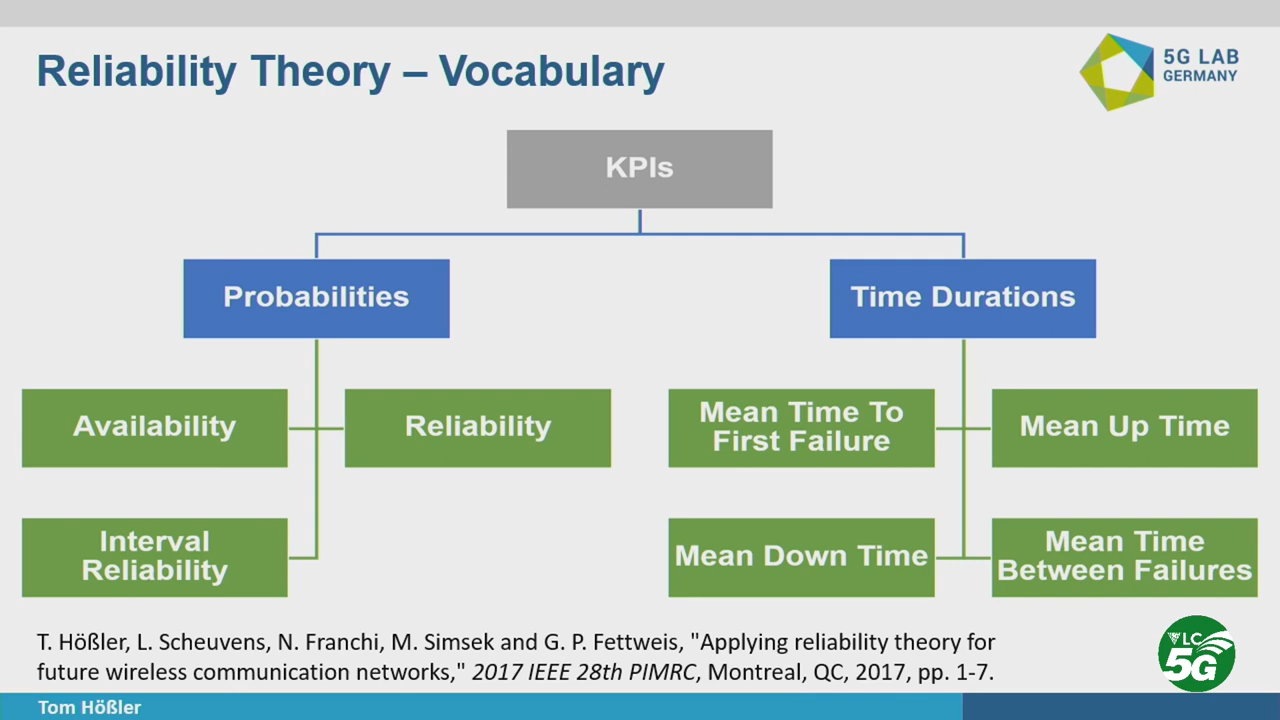 Reliability Theory – Vocabulary
5G LAB
GERMANY
KPIs
Probabilities
Time Durations
Availability
Reliability
Mean Time To
First Failure
Mean Up Time
Interval
Reliability
Mean Down Time
Mean Time
Between Failures
T. Hößler, L. Scheuvens, N. Franchi, M. Simsek and G. P. Fettweis, "Applying reliability theory for
future wireless communication networks," 2017 IEEE 28th PIMRC, Montreal, QC, 2017, pp. 1-7.
VLC
5G
Tom Hößler